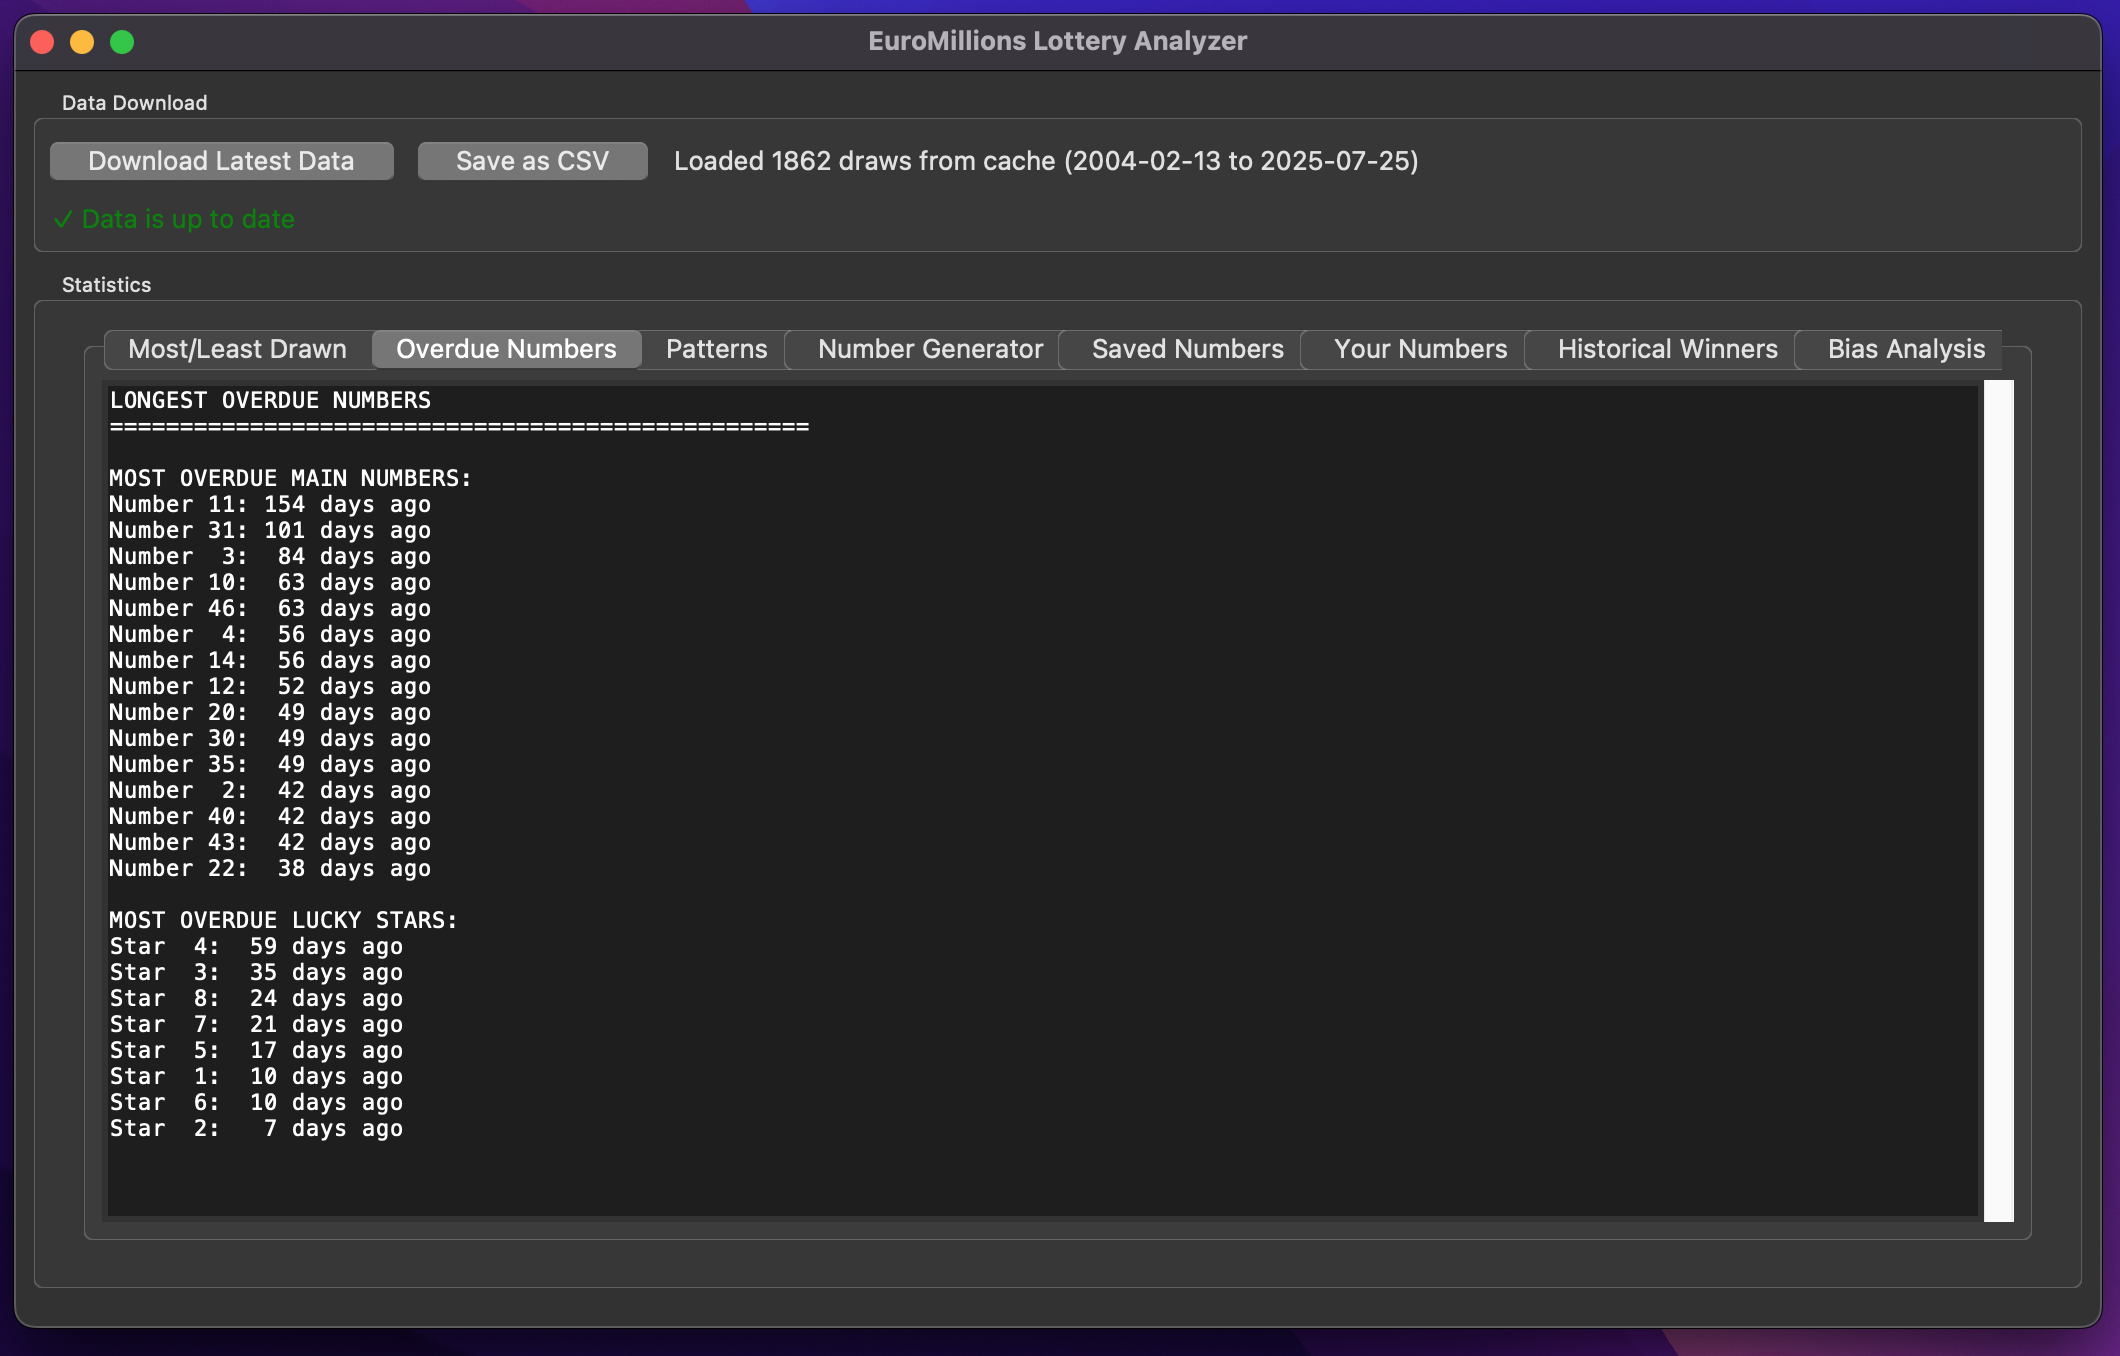 EuroMillions Lottery Analyzer
Data Download
Download Latest Data Save as CSV Loaded 1862 draws from cache (2004-02-13 to 2025-07-25)
✓ Data is up to date
Statistics
Most/Least Drawn Overdue Numbers Patterns Number Generator Saved Numbers Your Numbers Historical Winners Bias Analysis
LONGEST OVERDUE NUMBERS
==================================================
MOST OVERDUE MAIN NUMBERS:
Number 11: 154 days ago
Number 31: 101 days ago
Number  3:  84 days ago
Number 10:  63 days ago
Number 46:  63 days ago
Number  4:  56 days ago
Number 14:  56 days ago
Number 12:  52 days ago
Number 20:  49 days ago
Number 30:  49 days ago
Number 35:  49 days ago
Number  2:  42 days ago
Number 40:  42 days ago
Number 43:  42 days ago
Number 22:  38 days ago
MOST OVERDUE LUCKY STARS:
Star  4:  59 days ago
Star  3:  35 days ago
Star  8:  24 days ago
Star  7:  21 days ago
Star  5:  17 days ago
Star  1:  10 days ago
Star  6:  10 days ago
Star  2:   7 days ago